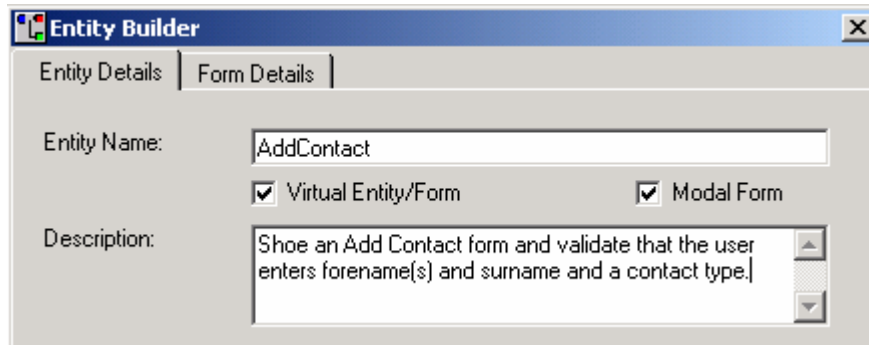 Entity Builder
Entity Details Form Details
Entity Name: AddContact
Virtual Entity/Form Modal Form
Description: Shoe an Add Contact form and validate that the user
enters forename(s) and surname and a contact type.